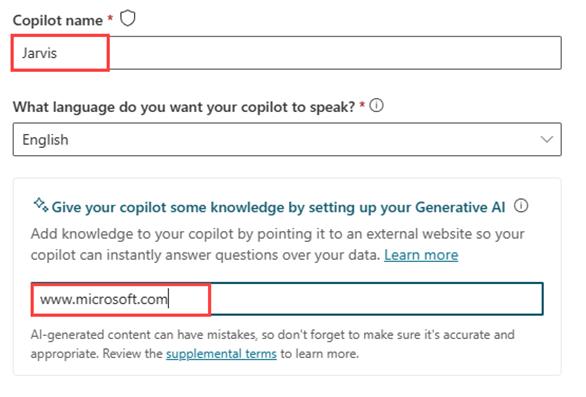 Copilot name *
Jarvis
What language do you want your copilot to speak? *
English
Give your copilot some knowledge by setting up your Generative AI
Add knowledge to your copilot by pointing it to an external website so your
copilot can instantly answer questions over your data. Learn more
www.microsoft.com
AI-generated content can have mistakes, so don't forget to make sure it's accurate and
appropriate. Review the supplemental terms to learn more.